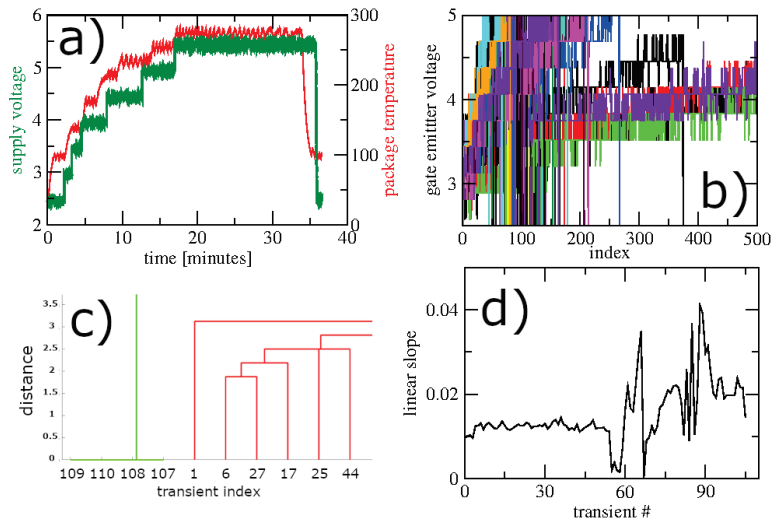 a)
6
5
4
3
2
supply voltage
300
200
100
0
package temperature
0
10
20
30
40
time [minutes]
b)
5
4
3
gate emittter voltage
0
100
200
300
400
500
index
c)
3.5
3
2.5
2
1.5
1
0.5
0
distance
109 110 108 107 1 6 27 17 25 44
transient index
d)
0.04
0.02
0
linear slope
0
30
60
90
transient #